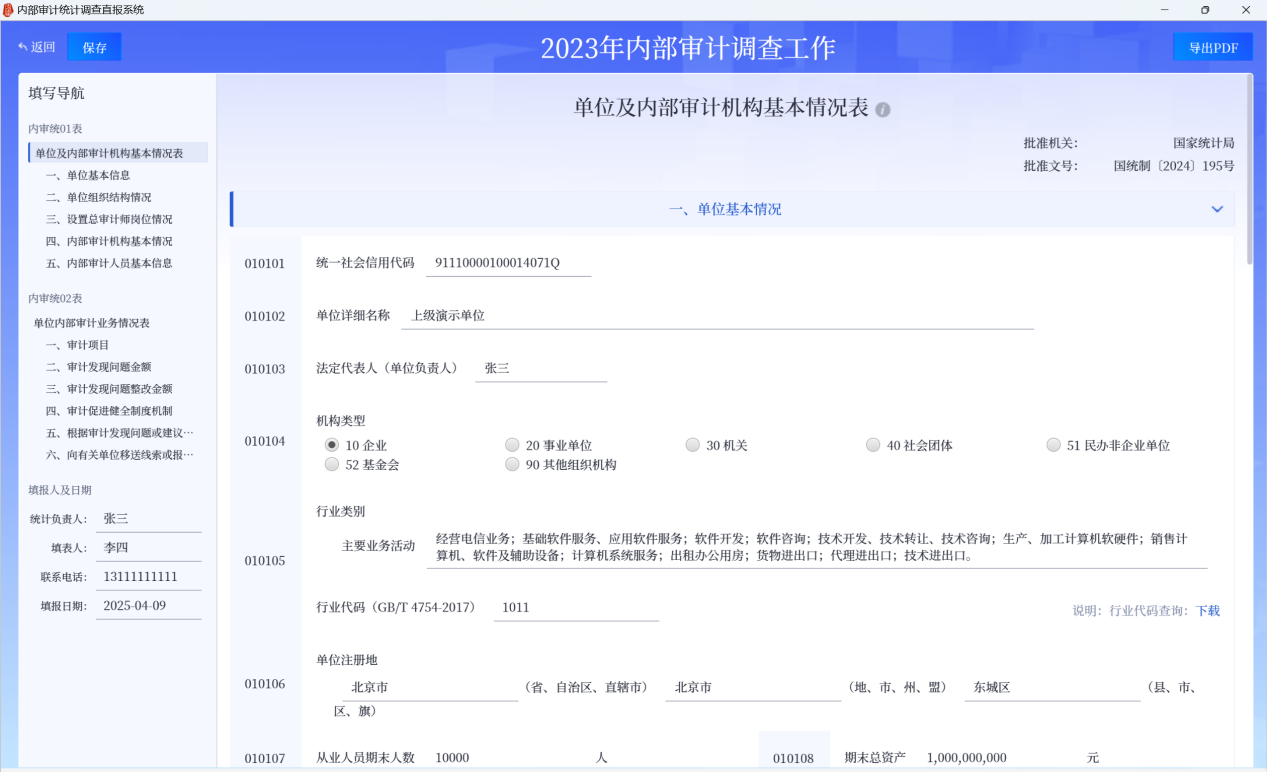 内部审计统计调查直报系统
返回
保存
2023年内部审计调查工作
导出PDF
填写导航
内审统01表
单位及内部审计机构基本情况表
一、单位基本信息
二、单位组织结构情况
三、设置总审计师岗位情况
四、内部审计机构基本情况
五、内部审计人员基本信息
内审统02表
单位内部审计业务情况表
一、审计项目
二、审计发现问题金额
三、审计发现问题整改金额
四、审计促进健全制度机制
五、根据审计发现问题或建议…
六、向有关单位移送线索或报…
填报人及日期
统计负责人： 张三
填表人： 李四
联系电话： 13111111111
填报日期： 2025-04-09
单位及内部审计机构基本情况表
批准机关： 国家统计局
批准文号： 国统制〔2024〕195号
一、单位基本情况
010101 统一社会信用代码 91110000100014071Q
010102 单位详细名称 上级演示单位
010103 法定代表人（单位负责人） 张三
机构类型
010104
10 企业 20 事业单位 30 机关 40 社会团体 51 民办非企业单位
52 基金会 90 其他组织机构
行业类别
010105
主要业务活动 经营电信业务；基础软件服务、应用软件服务；软件开发；软件咨询；技术开发、技术转让、技术咨询；生产、加工计算机软硬件；销售计
算机、软件及辅助设备；计算机系统服务；出租办公用房；货物进出口；代理进出口；技术进出口。
行业代码（GB/T 4754-2017） 1011 说明：行业代码查询：下载
单位注册地
010106
北京市 （省、自治区、直辖市） 北京市 （地、市、州、盟） 东城区 （县、市、
区、旗）
010107 从业人员期末人数 10000 人 010108 期末总资产 1,000,000,000 元